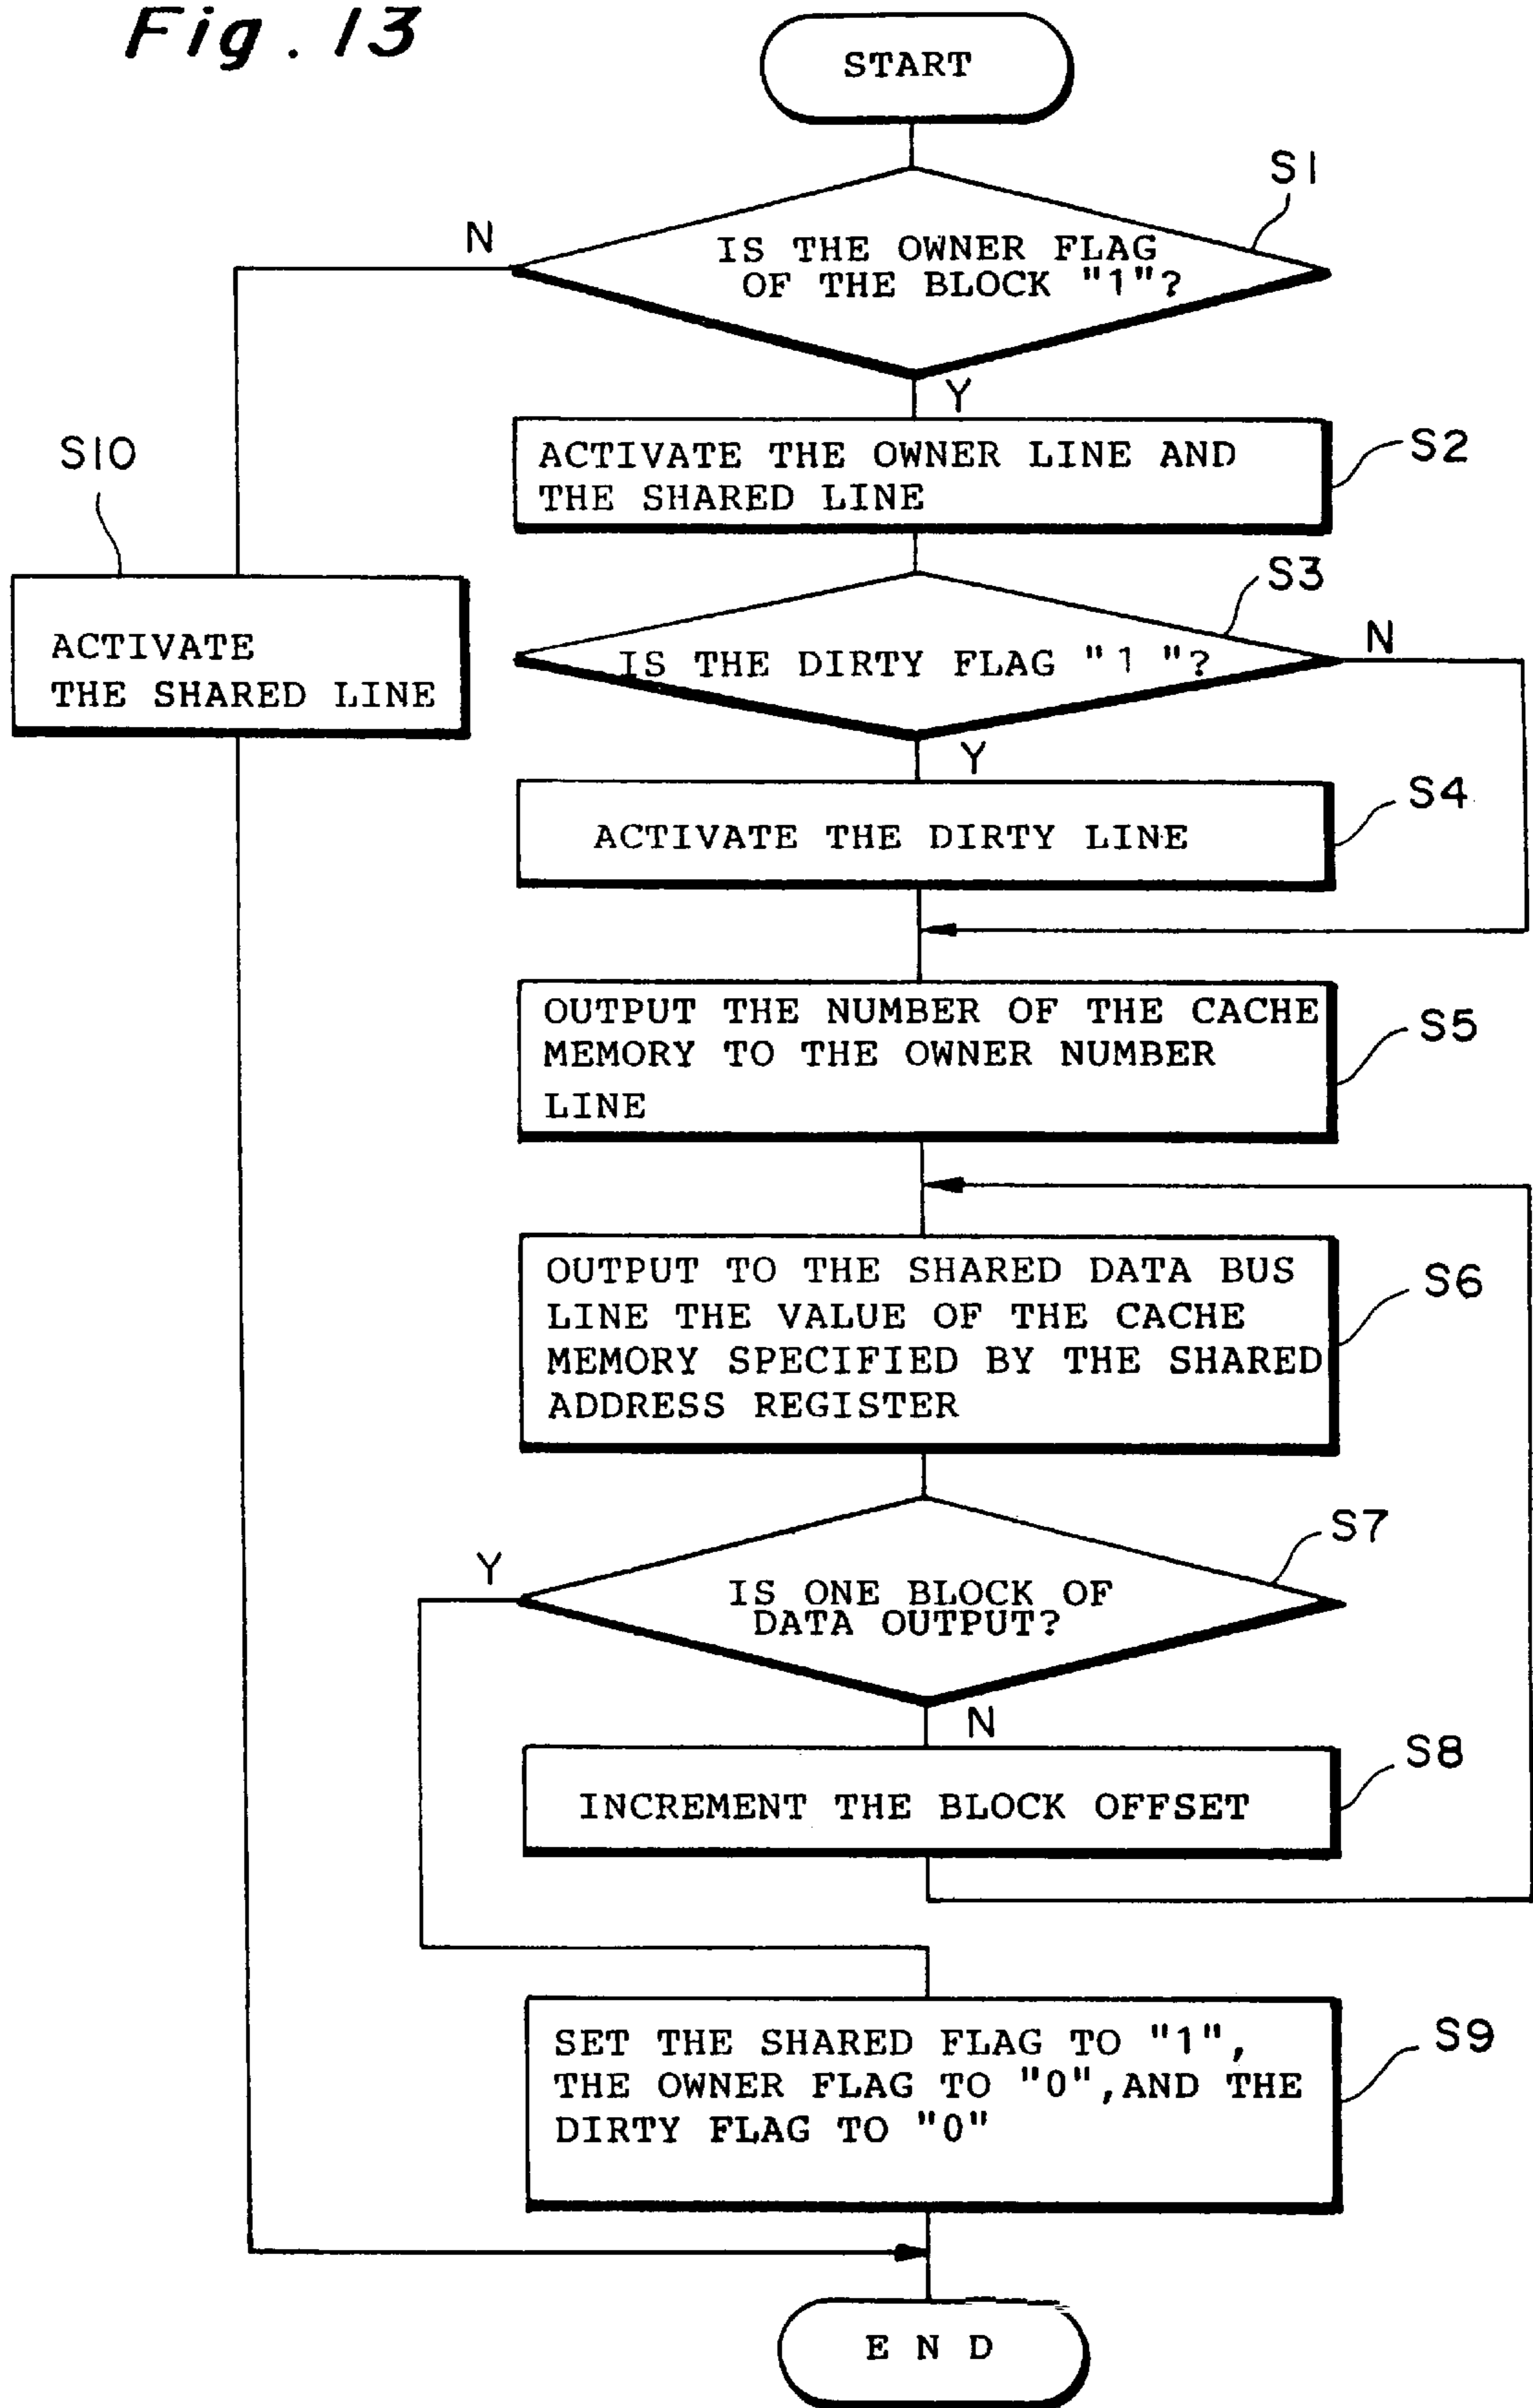 Fig. 13
START
S1
N
IS THE OWNER FLAG
OF THE BLOCK "1"?
Y
ACTIVATE THE OWNER LINE AND
THE SHARED LINE
S2
S10
ACTIVATE
THE SHARED LINE
S3
IS THE DIRTY FLAG "1 "?
N
Y
ACTIVATE THE DIRTY LINE
S4
OUTPUT THE NUMBER OF THE CACHE
MEMORY TO THE OWNER NUMBER
LINE
S5
OUTPUT TO THE SHARED DATA BUS
LINE THE VALUE OF THE CACHE
MEMORY SPECIFIED BY THE SHARED
ADDRESS REGISTER
S6
S7
Y
IS ONE BLOCK OF
DATA OUTPUT?
N
INCREMENT THE BLOCK OFFSET
S8
SET THE SHARED FLAG TO "1",
THE OWNER FLAG TO "0",AND THE
DIRTY FLAG TO "0"
S9
E N D